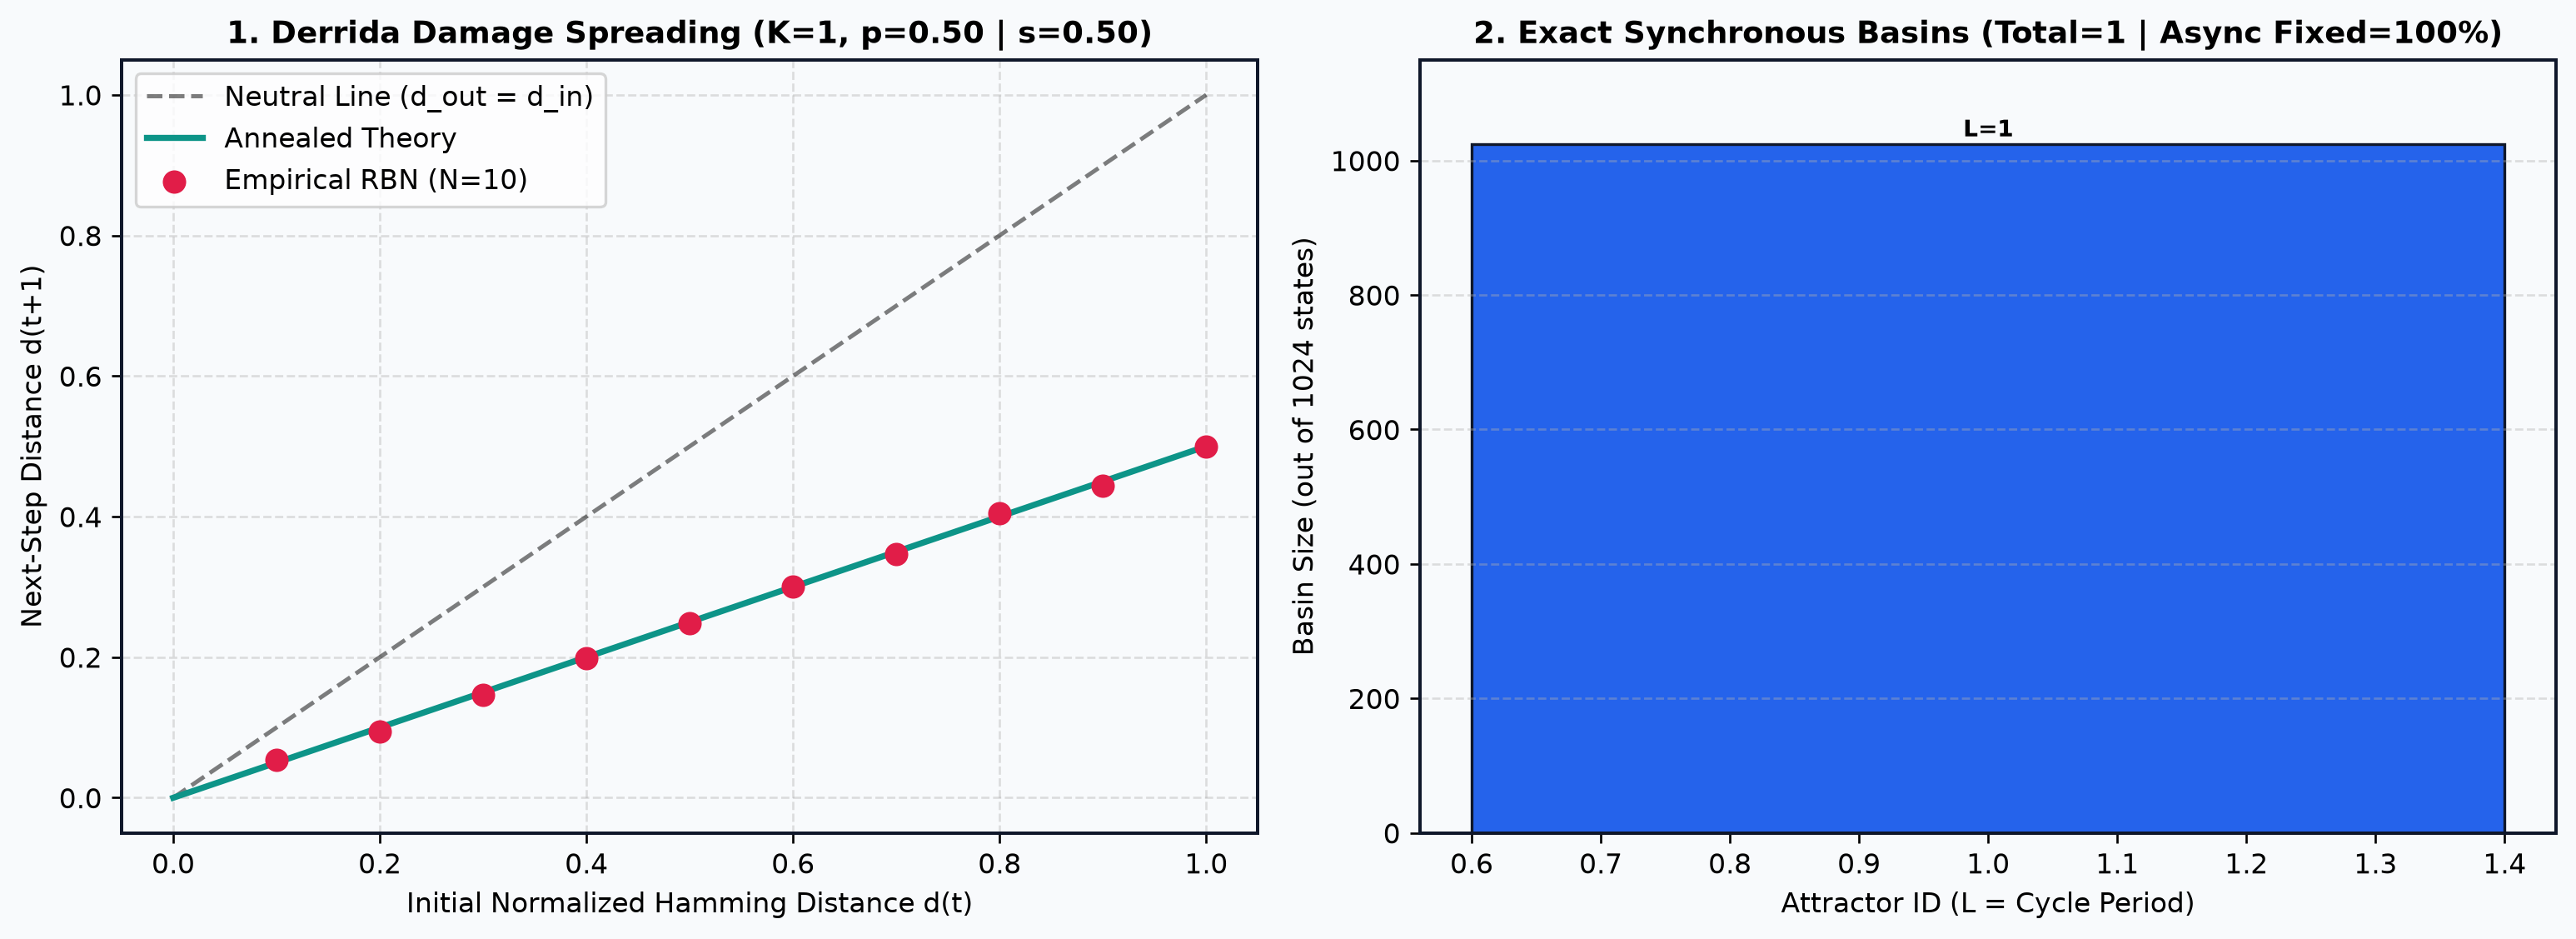 1. Derrida Damage Spreading (K=1, p=0.50 | s=0.50)
Neutral Line (d_out = d_in)
Annealed Theory
Empirical RBN (N=10)
1.0
0.8
0.6
0.4
0.2
0.0
Next-Step Distance d(t+1)
0.0 0.2 0.4 0.6 0.8 1.0
Initial Normalized Hamming Distance d(t)
2. Exact Synchronous Basins (Total=1 | Async Fixed=100%)
L=1
1000
800
600
400
200
0
Basin Size (out of 1024 states)
0.6 0.7 0.8 0.9 1.0 1.1 1.2 1.3 1.4
Attractor ID (L = Cycle Period)